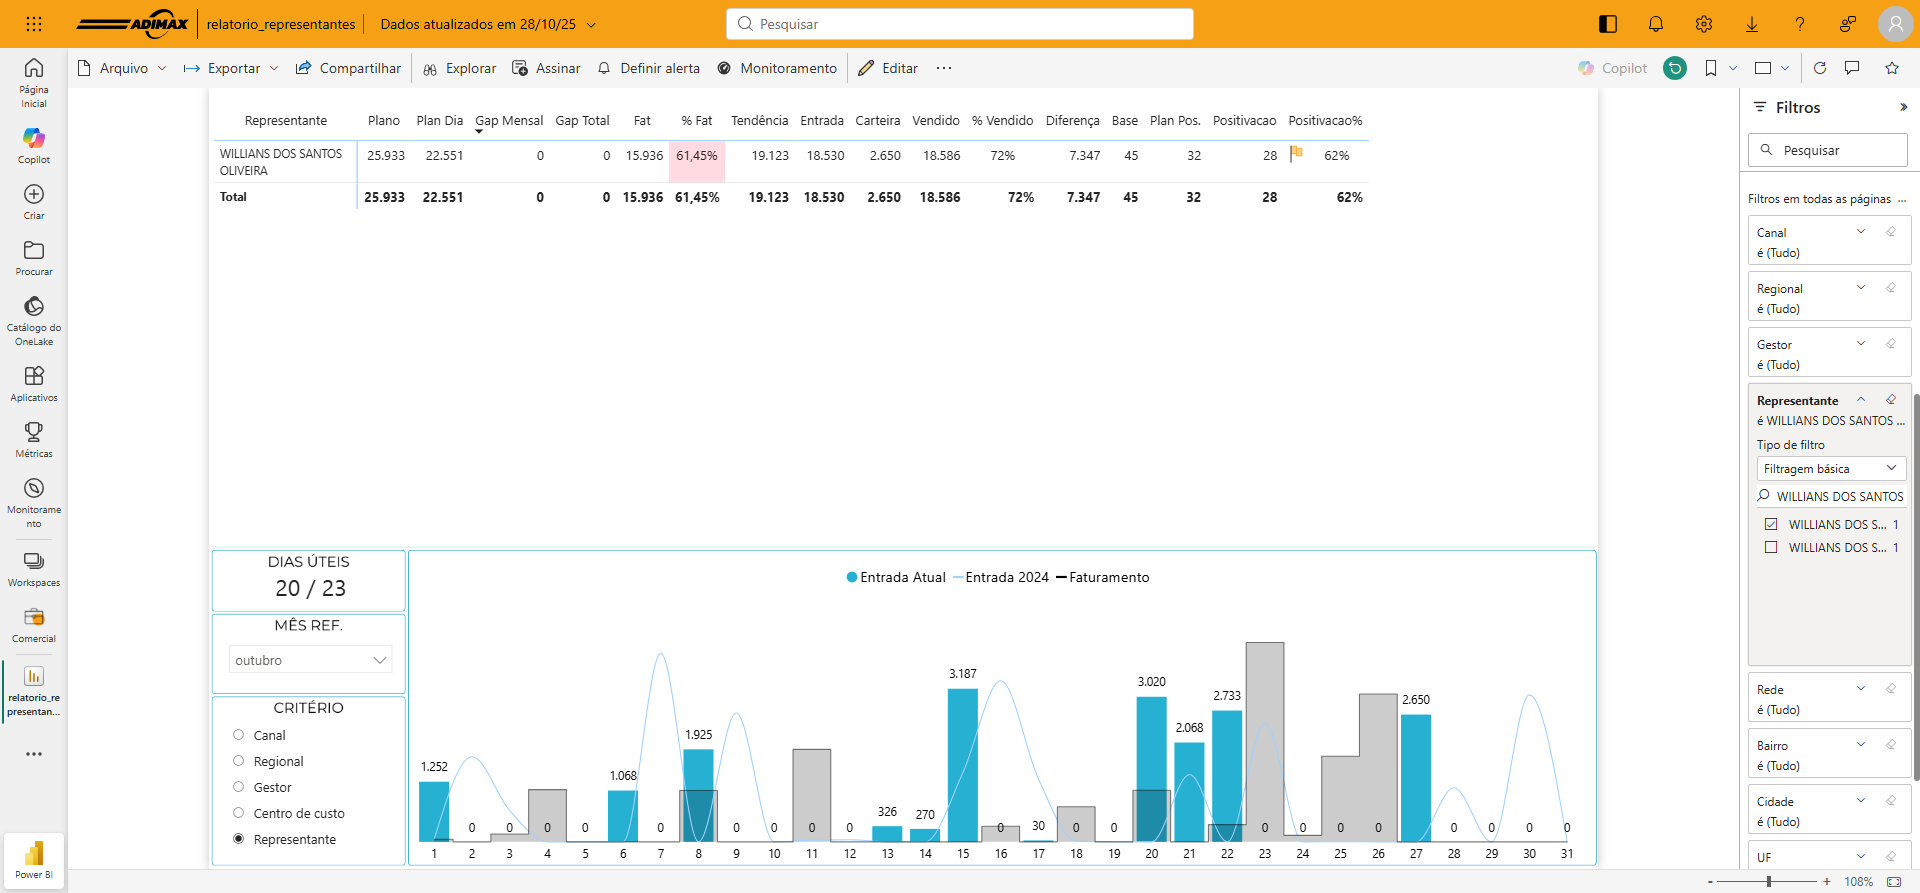 ADIMAX
relatorio_representantes
Dados atualizados em 28/10/25
Pesquisar
Arquivo
Exportar
Compartilhar
Explorar
Assinar
Definir alerta
Monitoramento
Editar
Copilot
Página
Inicial
Copilot
Criar
Procurar
Catálogo do
OneLake
Aplicativos
Métricas
Monitorame
nto
Workspaces
Comercial
relatorio_re
presentan...
Power BI
Representante Plano Plan Dia Gap Mensal Gap Total Fat % Fat Tendência Entrada Carteira Vendido % Vendido Diferença Base Plan Pos. Positivacao Positivacao%
WILLIANS DOS SANTOS
OLIVEIRA
25.933 22.551 0 0 15.936 61,45% 19.123 18.530 2.650 18.586 72% 7.347 45 32 28 62%
Total 25.933 22.551 0 0 15.936 61,45% 19.123 18.530 2.650 18.586 72% 7.347 45 32 28 62%
DIAS ÚTEIS
20 / 23
MÊS REF.
outubro
CRITÉRIO
Canal
Regional
Gestor
Centro de custo
Representante
Entrada Atual Entrada 2024 Faturamento
1.252 0 0 0 0 1.068 0 1.925 0 0 0 0 326 270 3.187 0 30 0 0 3.020 2.068 2.733 0 0 0 0 2.650 0 0 0 0
1 2 3 4 5 6 7 8 9 10 11 12 13 14 15 16 17 18 19 20 21 22 23 24 25 26 27 28 29 30 31
Filtros
Pesquisar
Filtros em todas as páginas ...
Canal
é (Tudo)
Regional
é (Tudo)
Gestor
é (Tudo)
Representante
é WILLIANS DOS SANTOS ...
Tipo de filtro
Filtragem básica
WILLIANS DOS SANTOS
WILLIANS DOS S... 1
WILLIANS DOS S... 1
Rede
é (Tudo)
Bairro
é (Tudo)
Cidade
é (Tudo)
UF
- + 108%